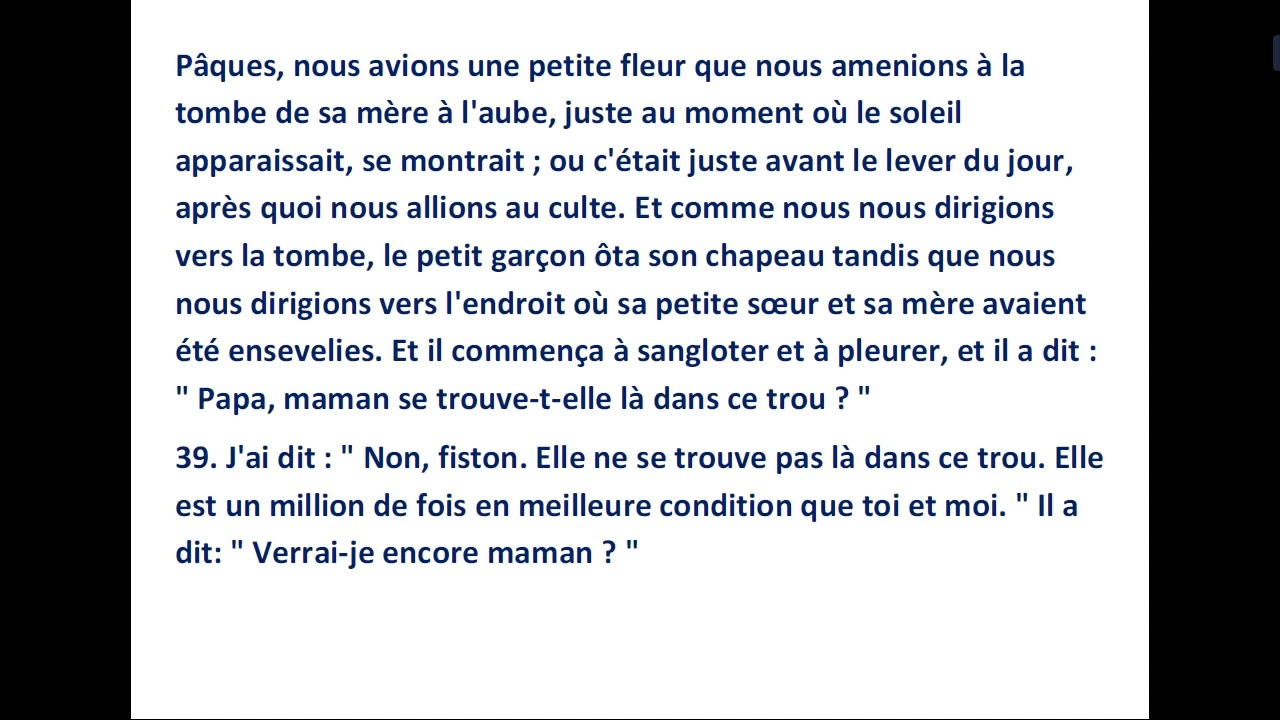 Pâques, nous avions une petite fleur que nous amenions à la
tombe de sa mère à l'aube, juste au moment où le soleil
apparaissait, se montrait ; ou c'était juste avant le lever du jour,
après quoi nous allions au culte. Et comme nous nous dirigions
vers la tombe, le petit garçon ôta son chapeau tandis que nous
nous dirigions vers l'endroit où sa petite sœur et sa mère avaient
été ensevelies. Et il commença à sangloter et à pleurer, et il a dit :
" Papa, maman se trouve-t-elle là dans ce trou ? "
39. J'ai dit : " Non, fiston. Elle ne se trouve pas là dans ce trou. Elle
est un million de fois en meilleure condition que toi et moi. " Il a
dit: " Verrai-je encore maman ? "